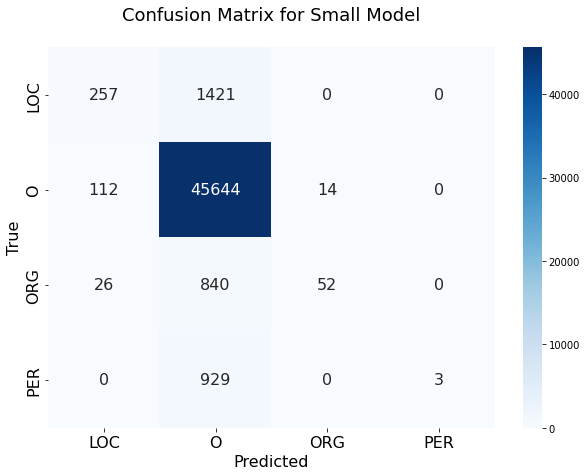 Confusion Matrix for Small Model
LOC 257 1421 0 0
O 112 45644 14 0
ORG 26 840 52 0
PER 0 929 0 3
LOC O ORG PER
Predicted
True
40000
30000
20000
10000
0